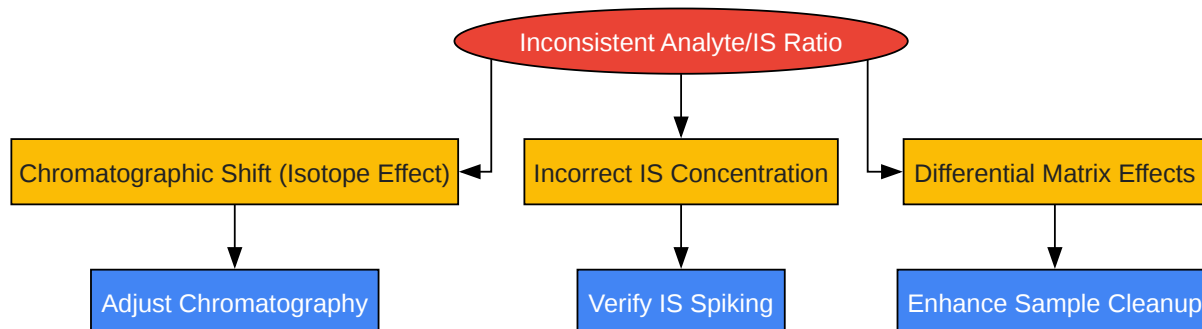 Inconsistent Analyte/IS Ratio
Chromatographic Shift (Isotope Effect)
Incorrect IS Concentration
Differential Matrix Effects
Adjust Chromatography
Verify IS Spiking
Enhance Sample Cleanup